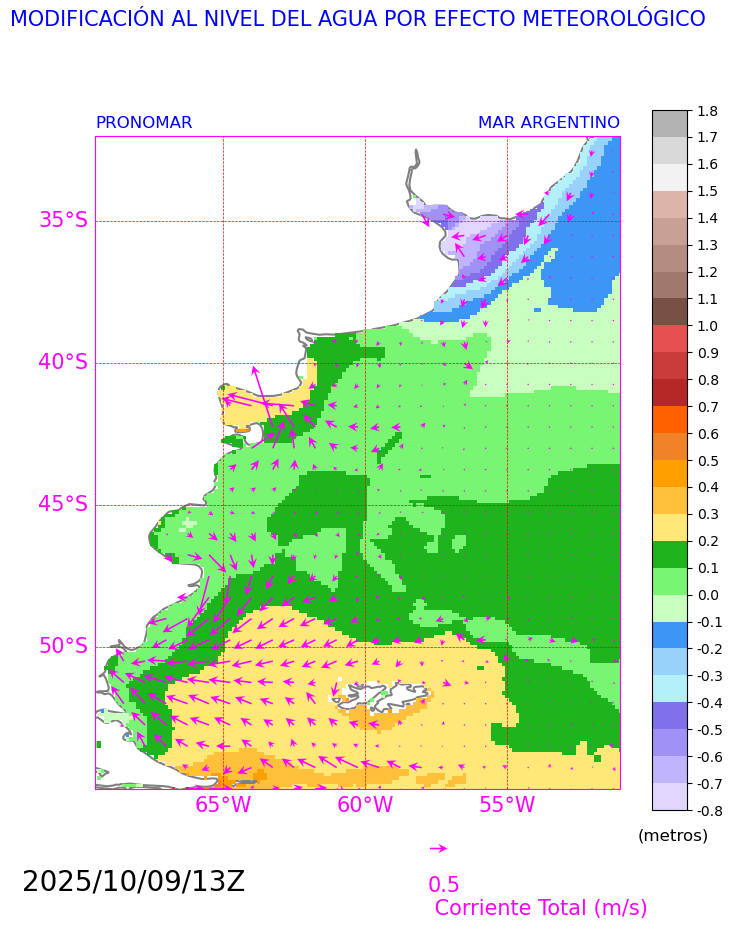 MODIFICACIÓN AL NIVEL DEL AGUA POR EFECTO METEOROLÓGICO
PRONOMAR
MAR ARGENTINO
35°S
40°S
45°S
50°S
65°W
60°W
55°W
1.8
1.7
1.6
1.5
1.4
1.3
1.2
1.1
1.0
0.9
0.8
0.7
0.6
0.5
0.4
0.3
0.2
0.1
0.0
-0.1
-0.2
-0.3
-0.4
-0.5
-0.6
-0.7
-0.8
(metros)
2025/10/09/13Z
0.5
Corriente Total (m/s)